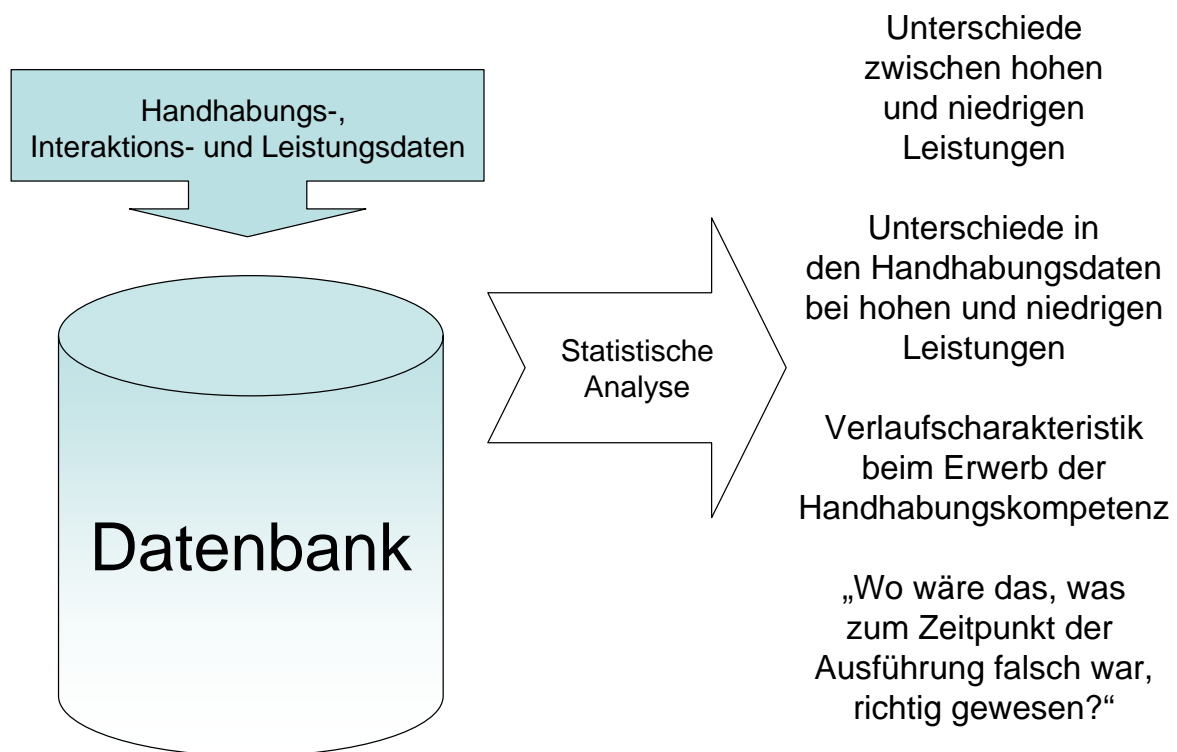 Handhabungs-,
Interaktions- und Leistungsdaten
Datenbank
Statistische
Analyse
Unterschiede
zwischen hohen
und niedrigen
Leistungen
Unterschiede in
den Handhabungsdaten
bei hohen und niedrigen
Leistungen
Verlaufscharakteristik
beim Erwerb der
Handhabungskompetenz
„Wo wäre das, was
zum Zeitpunkt der
Ausführung falsch war,
richtig gewesen?“